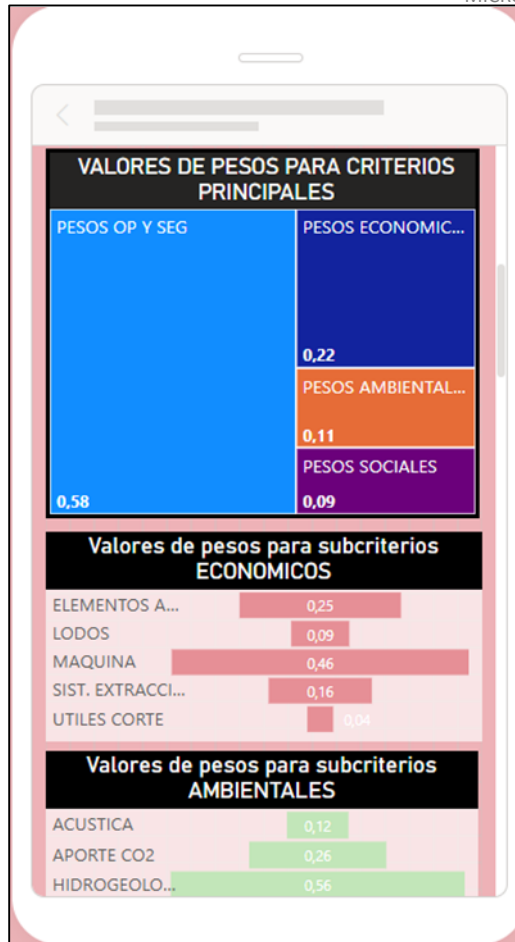 VALORES DE PESOS PARA CRITERIOS
PRINCIPALES
PESOS OP Y SEG
0,58
PESOS ECONOMIC...
0,22
PESOS AMBIENTAL...
0,11
PESOS SOCIALES
0,09
Valores de pesos para subcriterios
ECONOMICOS
ELEMENTOS A... 0,25
LODOS 0,09
MAQUINA 0,46
SIST. EXTRACCI... 0,16
UTILES CORTE 0,04
Valores de pesos para subcriterios
AMBIENTALES
ACUSTICA 0,12
APORTE CO2 0,26
HIDROGEOLO... 0,56